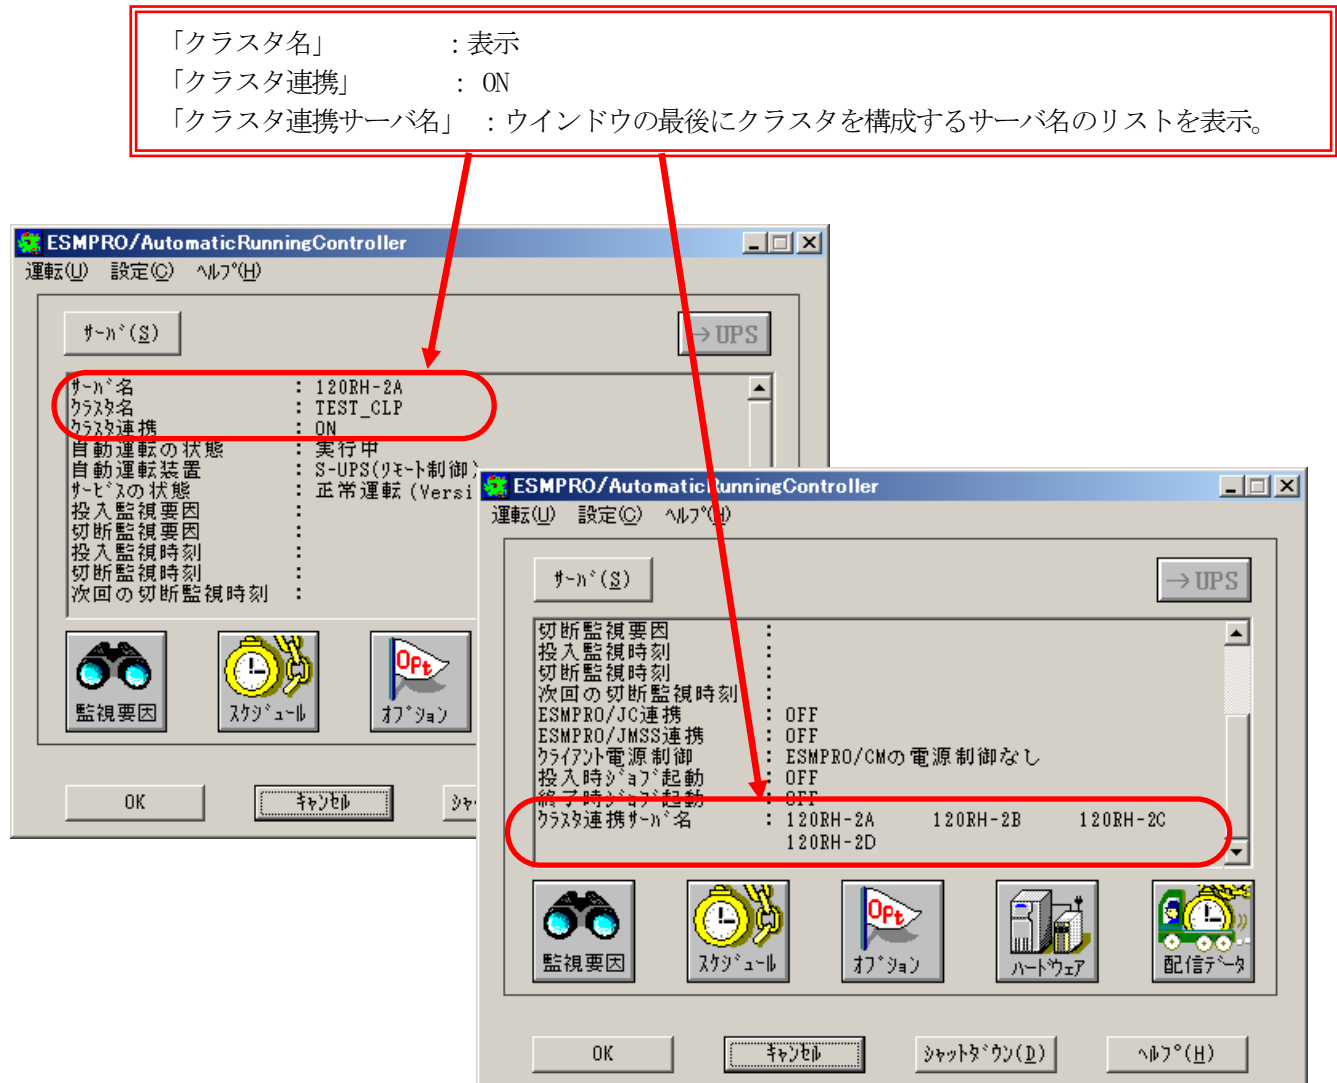 「クラスタ名」　　　　：表示
「クラスタ連携」　　　： ON
「クラスタ連携サーバ名」 ：ウインドウの最後にクラスタを構成するサーバ名のリストを表示。
ESMPRO/AutomaticRunningController
運転(U) 設定(C) ﾍﾙﾌﾟ(H)
ｻｰﾊﾞ(S)
→UPS
ｻｰﾊﾞ名 : 120RH-2A
ｸﾗｽﾀ名 : TEST_CLP
ｸﾗｽﾀ連携 : ON
自動運転の状態 : 実行中
自動運転装置 : S-UPS(ﾘﾓｰﾄ制御)
ｻｰﾋﾞｽの状態 : 正常運転 (Versi
投入監視要因 :
切断監視要因 :
投入監視時刻 :
切断監視時刻 :
次回の切断監視時刻 :
監視要因
ｽｹｼﾞｭｰﾙ
Opt
ｵﾌﾟｼｮﾝ
OK
ｷｬﾝｾﾙ
ｼｬ
ESMPRO/AutomaticRunningController
運転(U) 設定(C) ﾍﾙﾌﾟ(H)
ｻｰﾊﾞ(S)
→UPS
切断監視要因 :
投入監視時刻 :
切断監視時刻 :
次回の切断監視時刻 :
ESMPRO/JC連携 : OFF
ESMPRO/JMSS連携 : OFF
ｸﾗｲｱﾝﾄ電源制御 : ESMPRO/CMの電源制御なし
投入時ｼﾞｮﾌﾞ起動 : OFF
終了時ｼﾞｮﾌﾞ起動 : OFF
ｸﾗｽﾀ連携ｻｰﾊﾞ名 : 120RH-2A 120RH-2B 120RH-2C
120RH-2D
監視要因
ｽｹｼﾞｭｰﾙ
Opt
ｵﾌﾟｼｮﾝ
ﾊｰﾄﾞｳｪｱ
配信ﾃﾞｰﾀ
OK
ｷｬﾝｾﾙ
ｼｬｯﾄﾀﾞｳﾝ(D)
ﾍﾙﾌﾟ(H)